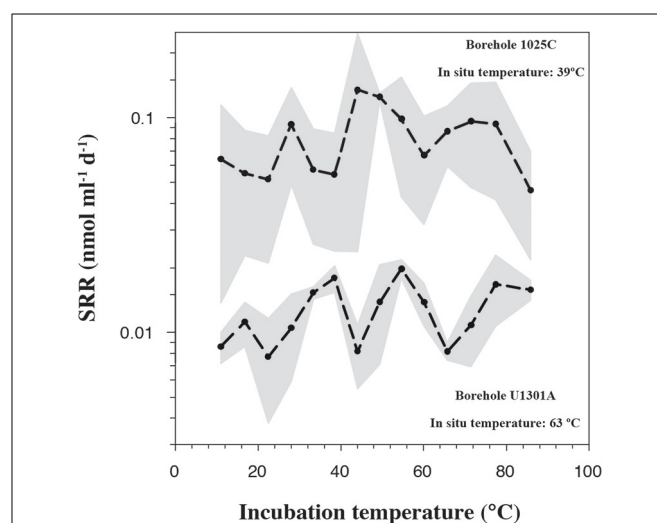 Borehole 1025C
In situ temperature: 39°C
0.1
SRR (nmol ml⁻¹ d⁻¹)
0.01
Borehole U1301A
In situ temperature: 63 °C
0 20 40 60 80 100
Incubation temperature (°C)